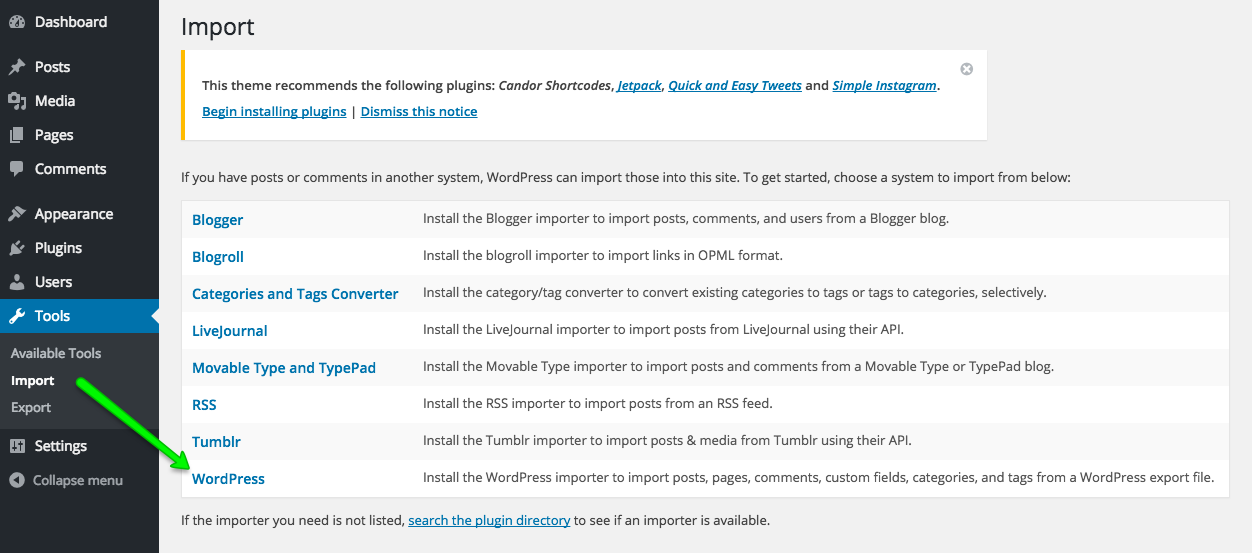 Dashboard
Posts
Media
Pages
Comments
Appearance
Plugins
Users
Tools
Available Tools
Import
Export
Settings
Collapse menu
Import
This theme recommends the following plugins: Candor Shortcodes, Jetpack, Quick and Easy Tweets and Simple Instagram.
Begin installing plugins | Dismiss this notice
If you have posts or comments in another system, WordPress can import those into this site. To get started, choose a system to import from below:
Blogger Install the Blogger importer to import posts, comments, and users from a Blogger blog.
Blogroll Install the blogroll importer to import links in OPML format.
Categories and Tags Converter Install the category/tag converter to convert existing categories to tags or tags to categories, selectively.
LiveJournal Install the LiveJournal importer to import posts from LiveJournal using their API.
Movable Type and TypePad Install the Movable Type importer to import posts and comments from a Movable Type or TypePad blog.
RSS Install the RSS importer to import posts from an RSS feed.
Tumblr Install the Tumblr importer to import posts & media from Tumblr using their API.
WordPress Install the WordPress importer to import posts, pages, comments, custom fields, categories, and tags from a WordPress export file.
If the importer you need is not listed, search the plugin directory to see if an importer is available.